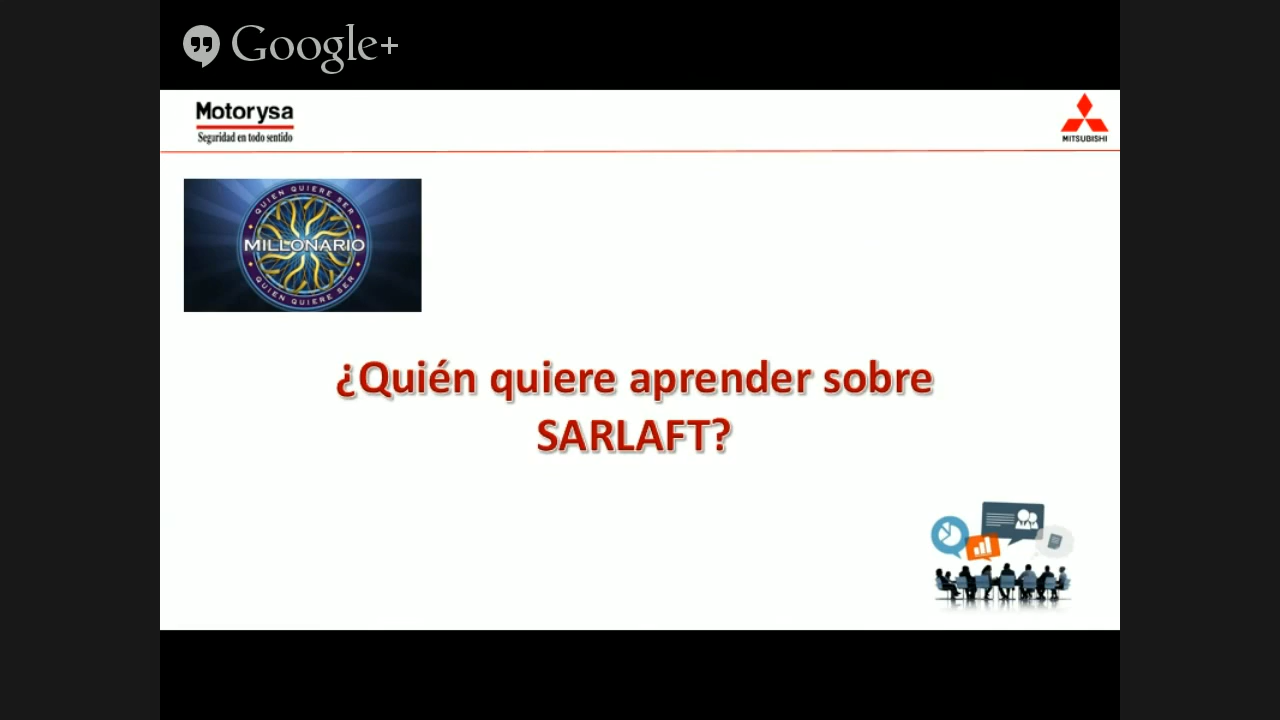 Google+
Motorysa
Seguridad en todo sentido
MITSUBISHI
QUIEN QUIERE SER
MILLONARIO
QUIEN QUIERE SER
¿Quién quiere aprender sobre
SARLAFT?